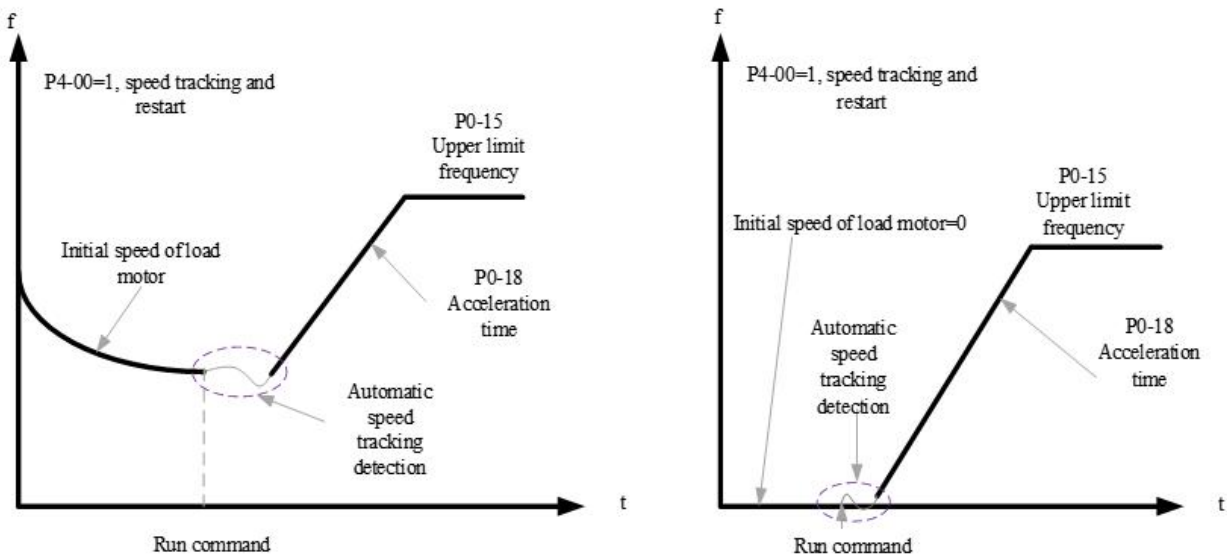 f
P4-00=1, speed tracking and
restart
P0-15
Upper limit
frequency
Initial speed of load
motor
P0-18
Acceleration
time
Automatic
speed
tracking
detection
t
Run command
f
P4-00=1, speed tracking and
restart
P0-15
Upper limit
frequency
Initial speed of load motor=0
Automatic
speed
tracking
detection
P0-18
Acceleration
time
t
Run command